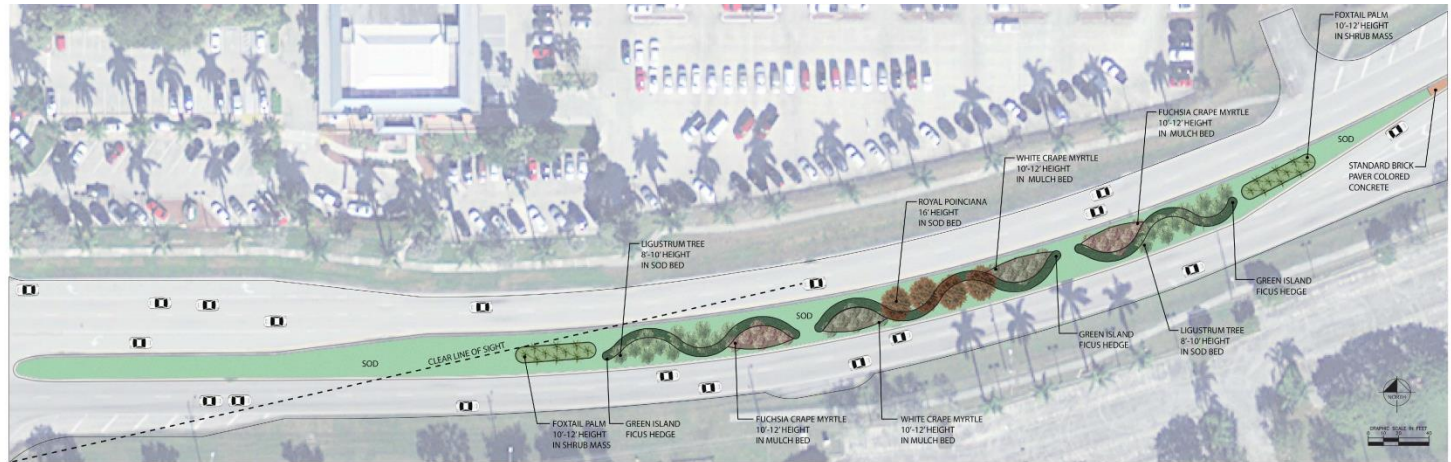 FOXTAIL PALM
10'-12' HEIGHT
IN SHRUB MASS
FUCHSIA CRAPE MYRTLE
10'-12' HEIGHT
IN MULCH BED
WHITE CRAPE MYRTLE
10'-12' HEIGHT
IN MULCH BED
ROYAL POINCIANA
16' HEIGHT
IN SOD BED
LIGUSTRUM TREE
8'-10' HEIGHT
IN SOD BED
SOD
STANDARD BRICK
PAVER COLORED
CONCRETE
GREEN ISLAND
FICUS HEDGE
SOD
GREEN ISLAND
FICUS HEDGE
LIGUSTRUM TREE
8'-10' HEIGHT
IN SOD BED
SOD
CLEAR LINE OF SIGHT
FOXTAIL PALM
10'-12' HEIGHT
IN SHRUB MASS
GREEN ISLAND
FICUS HEDGE
FUCHSIA CRAPE MYRTLE
10'-12' HEIGHT
IN MULCH BED
WHITE CRAPE MYRTLE
10'-12' HEIGHT
IN MULCH BED
NORTH
GRAPHIC SCALE IN FEET